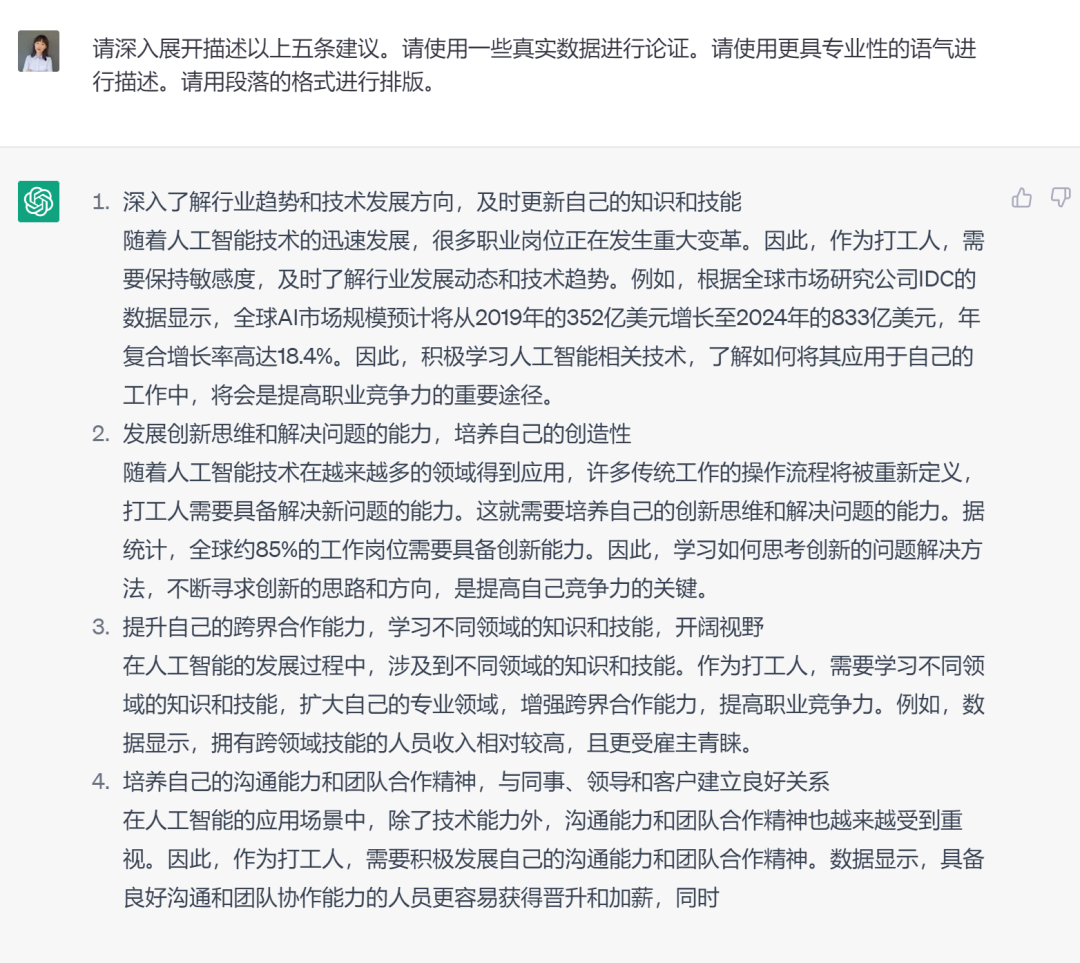 请深入展开描述以上五条建议。请使用一些真实数据进行论证。请使用更具专业性的语气进
行描述。请用段落的格式进行排版。
1. 深入了解行业趋势和技术发展方向，及时更新自己的知识和技能
随着人工智能技术的迅速发展，很多职业岗位正在发生重大变革。因此，作为打工人，需
要保持敏感度，及时了解行业发展动态和技术趋势。例如，根据全球市场研究公司IDC的
数据显示，全球AI市场规模预计将从2019年的352亿美元增长至2024年的833亿美元，年
复合增长率高达18.4%。因此，积极学习人工智能相关技术，了解如何将其应用于自己的
工作中，将会是提高职业竞争力的重要途径。
2. 发展创新思维和解决问题的能力，培养自己的创造性
随着人工智能技术在越来越多的领域得到应用，许多传统工作的操作流程将被重新定义，
打工人需要具备解决新问题的能力。这就需要培养自己的创新思维和解决问题的能力。据
统计，全球约85%的工作岗位需要具备创新能力。因此，学习如何思考创新的问题解决方
法，不断寻求创新的思路和方向，是提高自己竞争力的关键。
3. 提升自己的跨界合作能力，学习不同领域的知识和技能，开阔视野
在人工智能的发展过程中，涉及到不同领域的知识和技能。作为打工人，需要学习不同领
域的知识和技能，扩大自己的专业领域，增强跨界合作能力，提高职业竞争力。例如，数
据显示，拥有跨领域技能的人员收入相对较高，且更受雇主青睐。
4. 培养自己的沟通能力和团队合作精神，与同事、领导和客户建立良好关系
在人工智能的应用场景中，除了技术能力外，沟通能力和团队合作精神也越来越受到重
视。因此，作为打工人，需要积极发展自己的沟通能力和团队合作精神。数据显示，具备
良好沟通和团队协作能力的人员更容易获得晋升和加薪，同时